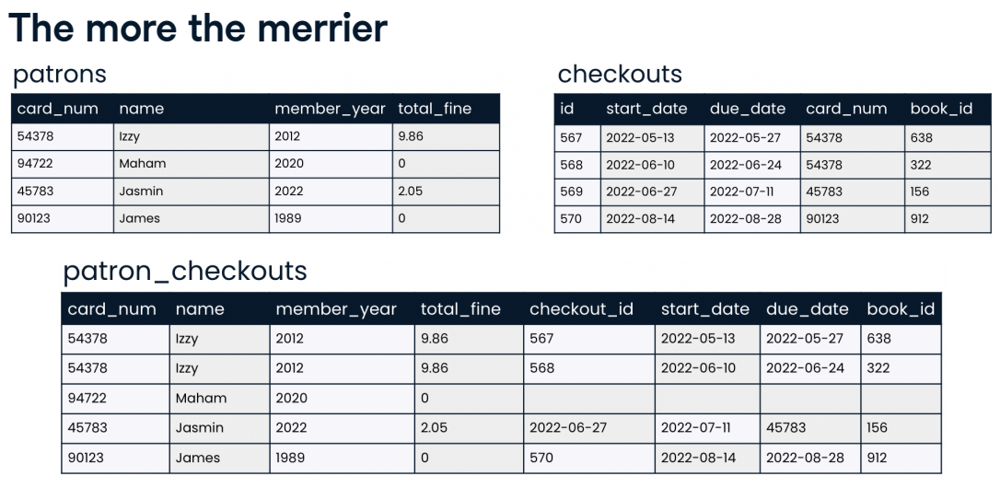 The more the merrier
patrons
card_num name member_year total_fine
54378 Izzy 2012 9.86
94722 Maham 2020 0
45783 Jasmin 2022 2.05
90123 James 1989 0
checkouts
id start_date due_date card_num book_id
567 2022-05-13 2022-05-27 54378 638
568 2022-06-10 2022-06-24 54378 322
569 2022-06-27 2022-07-11 45783 156
570 2022-08-14 2022-08-28 90123 912
patron_checkouts
card_num name member_year total_fine checkout_id start_date due_date book_id
54378 Izzy 2012 9.86 567 2022-05-13 2022-05-27 638
54378 Izzy 2012 9.86 568 2022-06-10 2022-06-24 322
94722 Maham 2020 0
45783 Jasmin 2022 2.05 2022-06-27 2022-07-11 45783 156
90123 James 1989 0 570 2022-08-14 2022-08-28 912